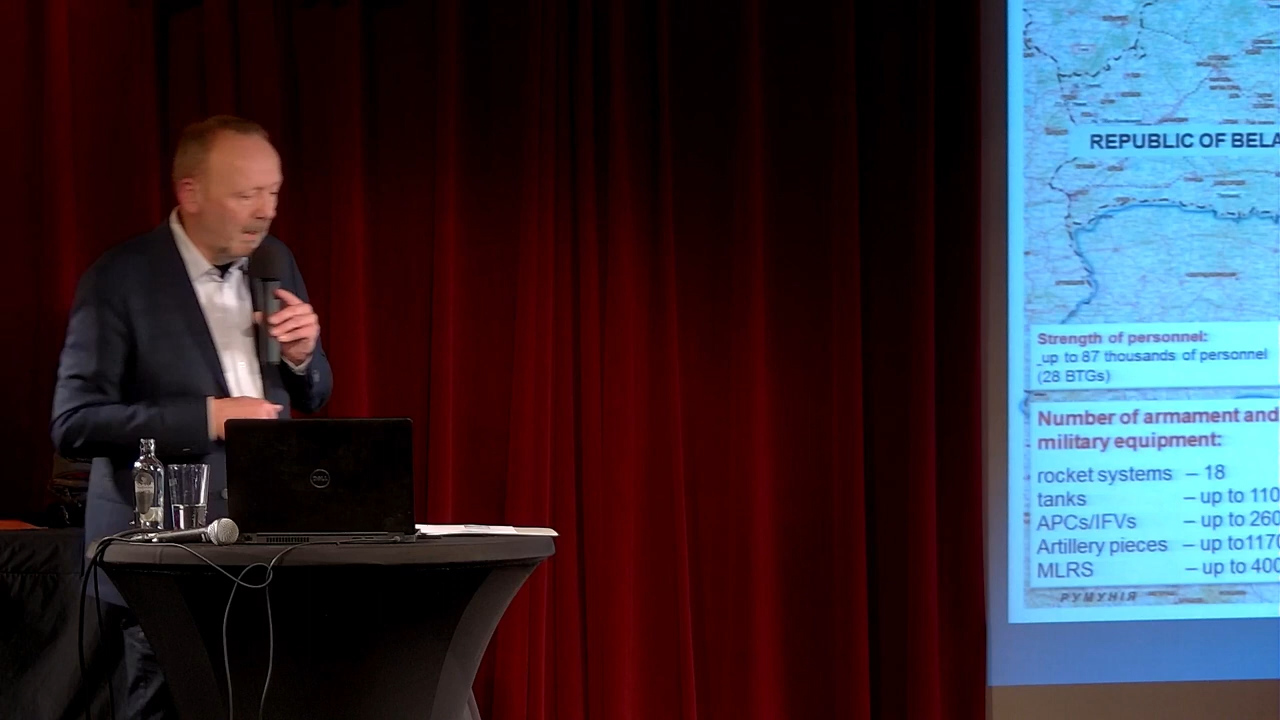 REPUBLIC OF BELA
Strength of personnel:
up to 87 thousands of personnel
(28 BTGs)
Number of armament and
military equipment:
rocket systems – 18
tanks – up to 110
APCs/IFVs – up to 260
Artillery pieces – up to1170
MLRS – up to 400
РУМУНІЯ
DELL